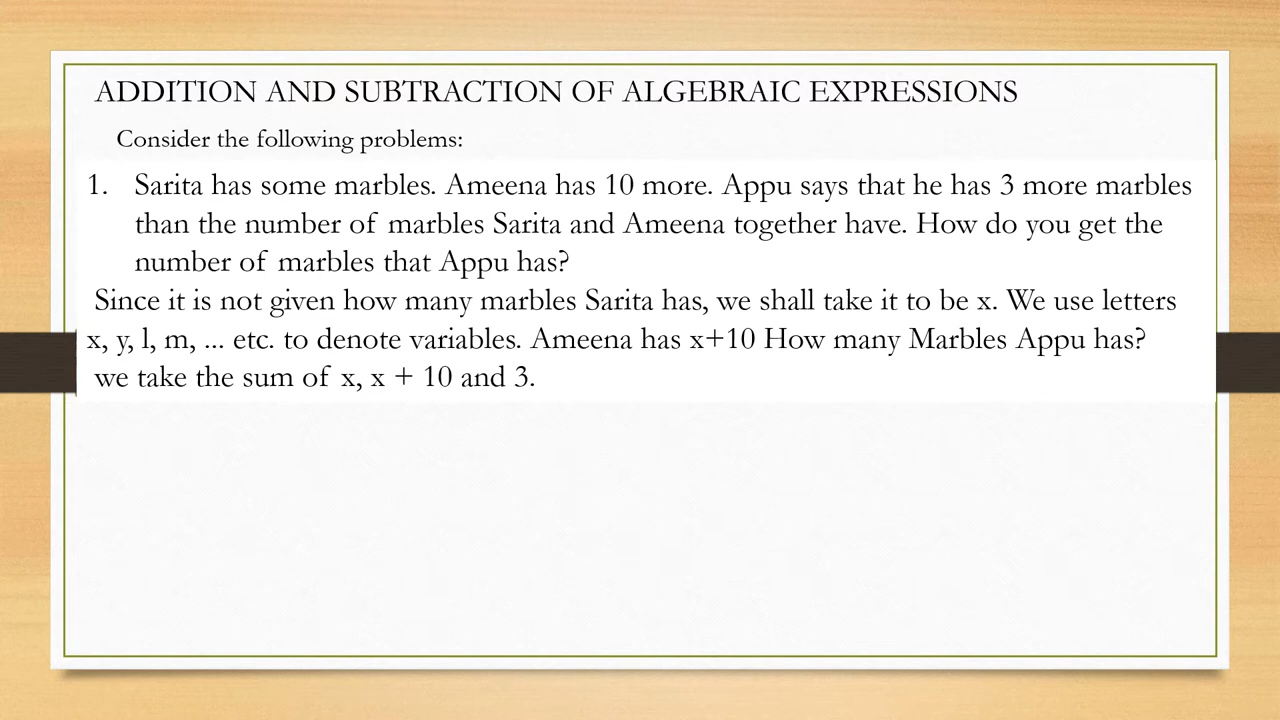 ADDITION AND SUBTRACTION OF ALGEBRAIC EXPRESSIONS
Consider the following problems:
1. Sarita has some marbles. Ameena has 10 more. Appu says that he has 3 more marbles
than the number of marbles Sarita and Ameena together have. How do you get the
number of marbles that Appu has?
Since it is not given how many marbles Sarita has, we shall take it to be x. We use letters
x, y, l, m, ... etc. to denote variables. Ameena has x+10 How many Marbles Appu has?
we take the sum of x, x + 10 and 3.